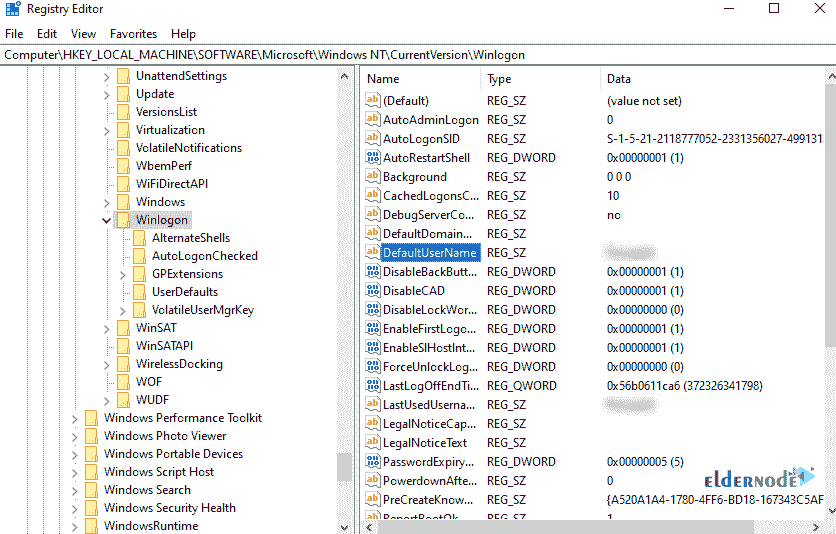 Registry Editor
File Edit View Favorites Help
Computer\HKEY_LOCAL_MACHINE\SOFTWARE\Microsoft\Windows NT\CurrentVersion\Winlogon
UnattendSettings
Update
VersionsList
Virtualization
VolatileNotifications
WbemPerf
WiFiDirectAPI
Windows
Winlogon
AlternateShells
AutoLogonChecked
GPExtensions
UserDefaults
VolatileUserMgrKey
WinSAT
WinSATAPI
WirelessDocking
WOF
WUDF
Windows Performance Toolkit
Windows Photo Viewer
Windows Portable Devices
Windows Script Host
Windows Search
Windows Security Health
WindowsRuntime
Name Type Data
(Default) REG_SZ (value not set)
AutoAdminLogon REG_SZ 0
AutoLogonSID REG_SZ S-1-5-21-2118777052-2331356027-499131
AutoRestartShell REG_DWORD 0x00000001 (1)
Background REG_SZ 0 0 0
CachedLogonsC... REG_SZ 10
DebugServerCo... REG_SZ no
DefaultDomain... REG_SZ
DefaultUserName REG_SZ
DisableBackButt... REG_DWORD 0x00000001 (1)
DisableCAD REG_DWORD 0x00000001 (1)
DisableLockWor... REG_DWORD 0x00000000 (0)
EnableFirstLogo... REG_DWORD 0x00000001 (1)
EnableSIHostInt... REG_DWORD 0x00000001 (1)
ForceUnlockLog... REG_DWORD 0x00000000 (0)
LastLogOffEndTi... REG_QWORD 0x56b0611ca6 (372326341798)
LastUsedUserna... REG_SZ
LegalNoticeCap... REG_SZ
LegalNoticeText REG_SZ
PasswordExpiry... REG_DWORD 0x00000005 (5)
PowerdownAfte... REG_SZ 0
PreCreateKnow... REG_SZ {A520A1A4-1780-4FF6-BD18-167343C5AF
ReportBootOk REG_SZ 1
eldernode